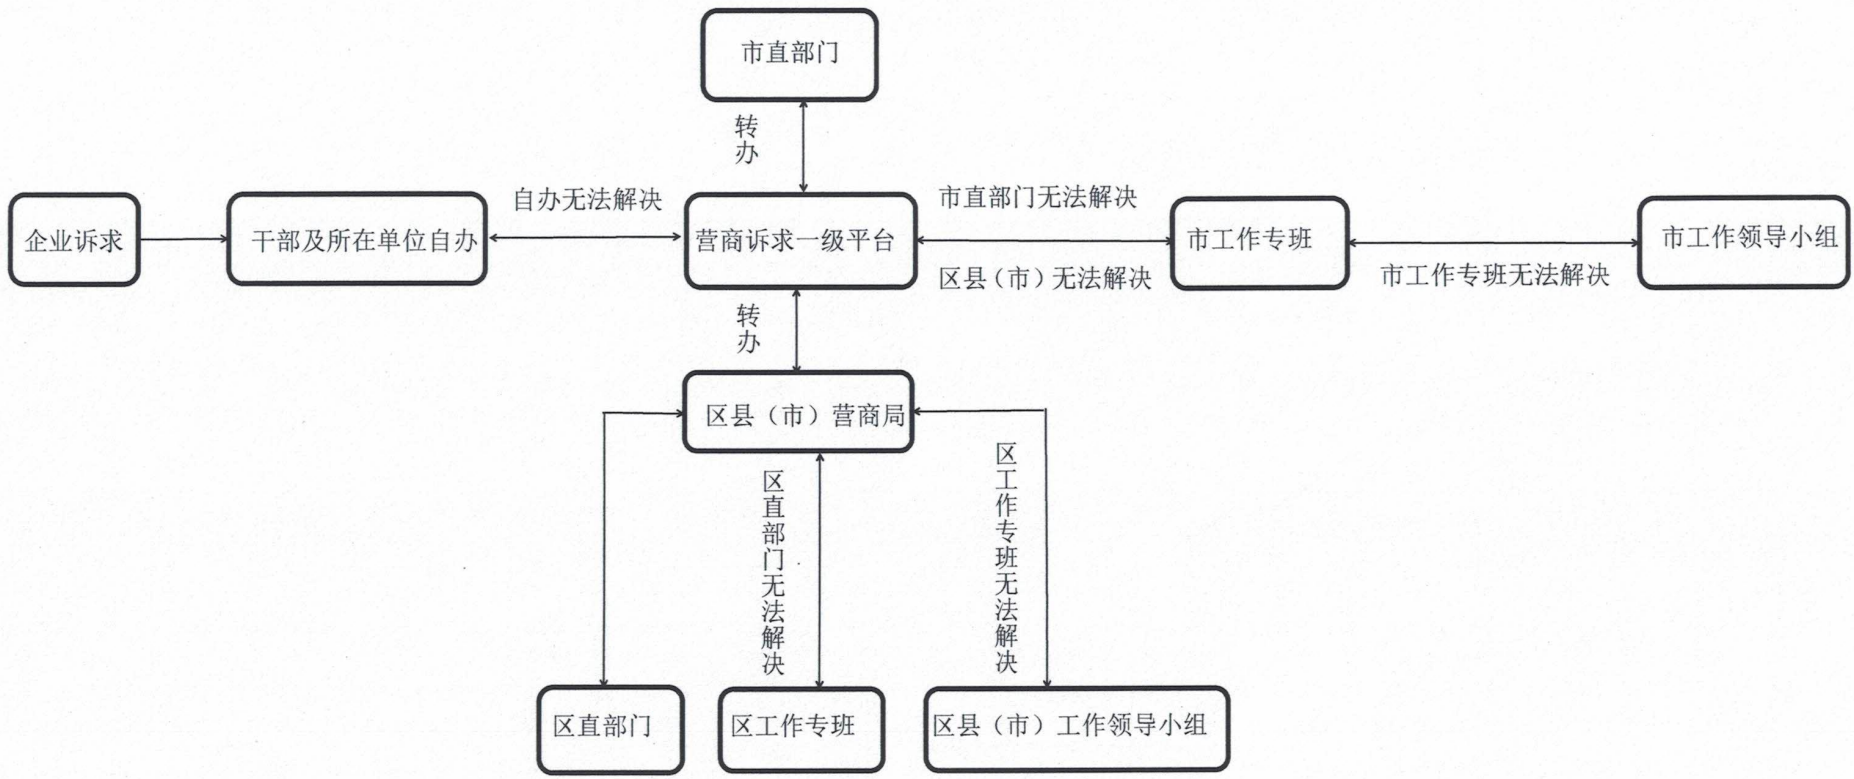 市直部门
转办
企业诉求
干部及所在单位自办
自办无法解决
营商诉求一级平台
市直部门无法解决
区县（市）无法解决
市工作专班
市工作专班无法解决
市工作领导小组
转办
区县（市）营商局
区直部门无法解决
区工作专班无法解决
区直部门
区工作专班
区县（市）工作领导小组